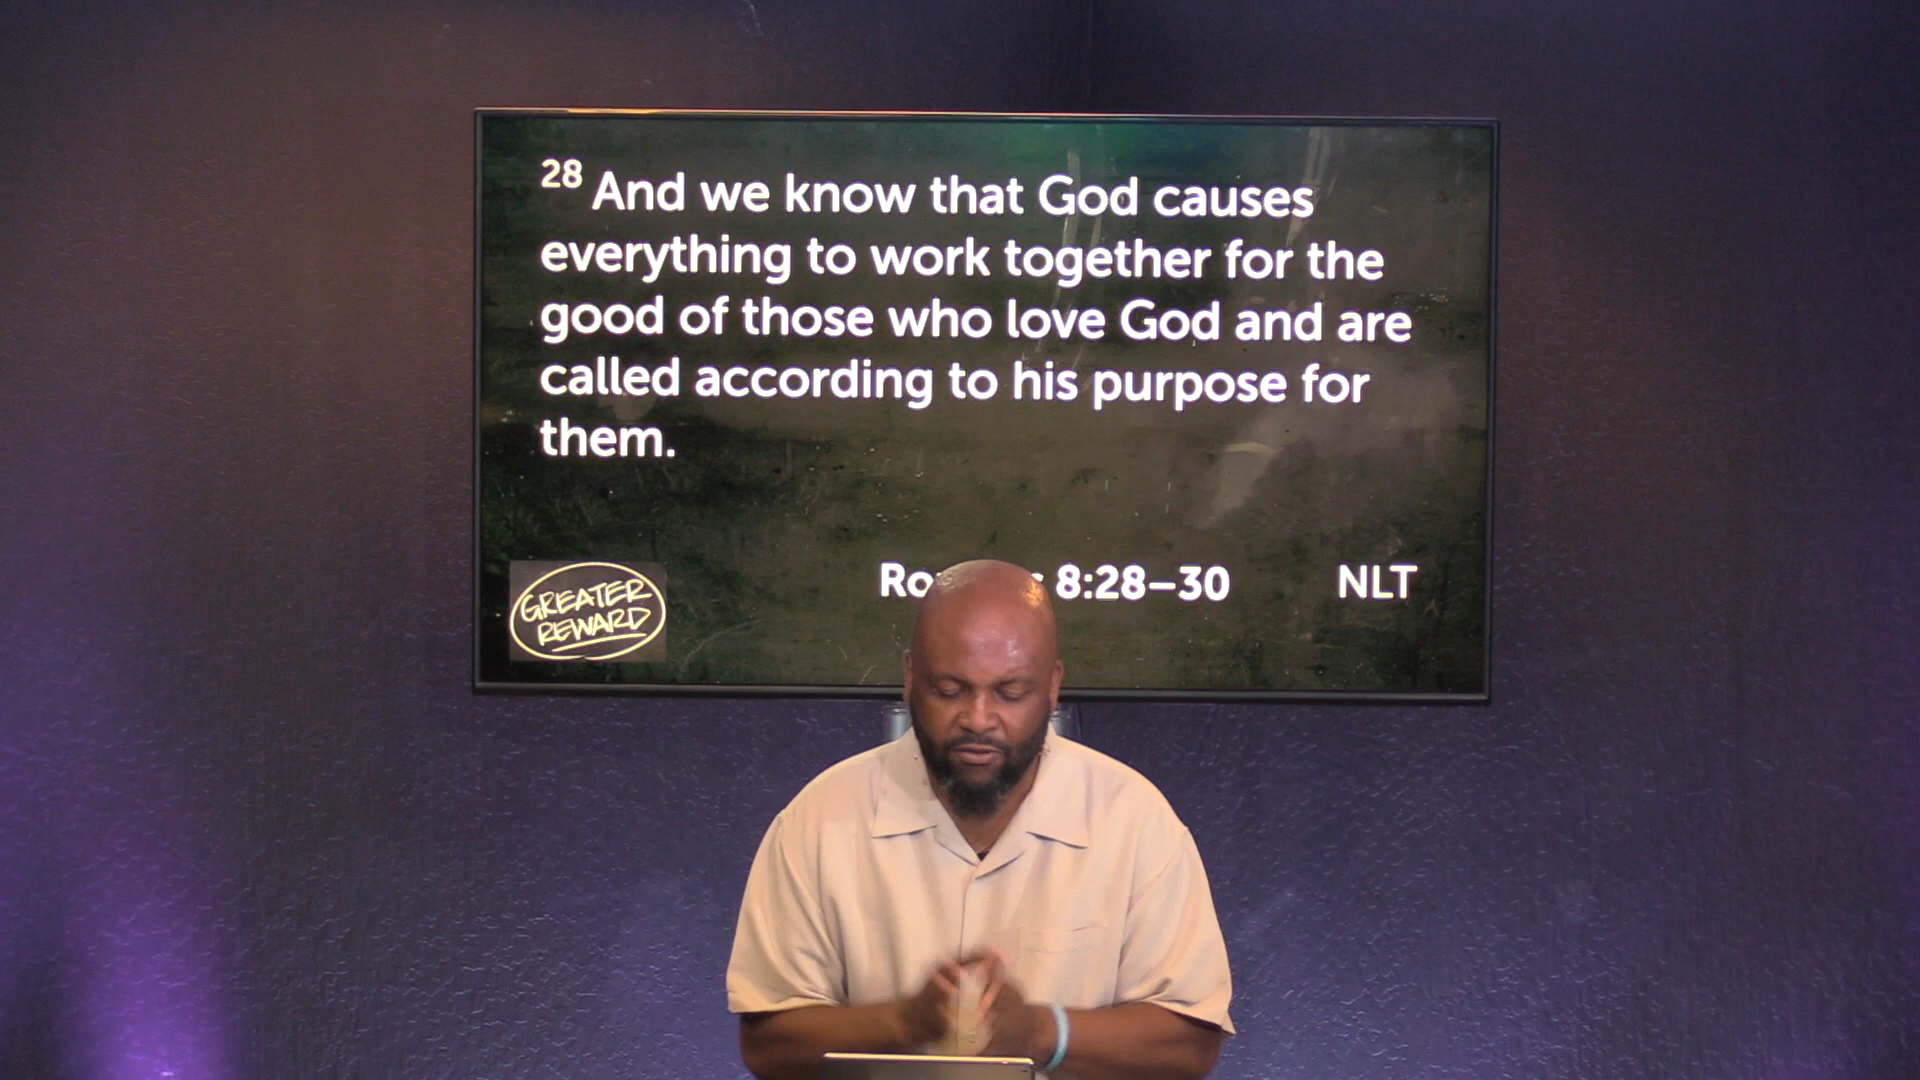 28 And we know that God causes
everything to work together for the
good of those who love God and are
called according to his purpose for
them.
8:28–30 NLT
GREATER
REWARD